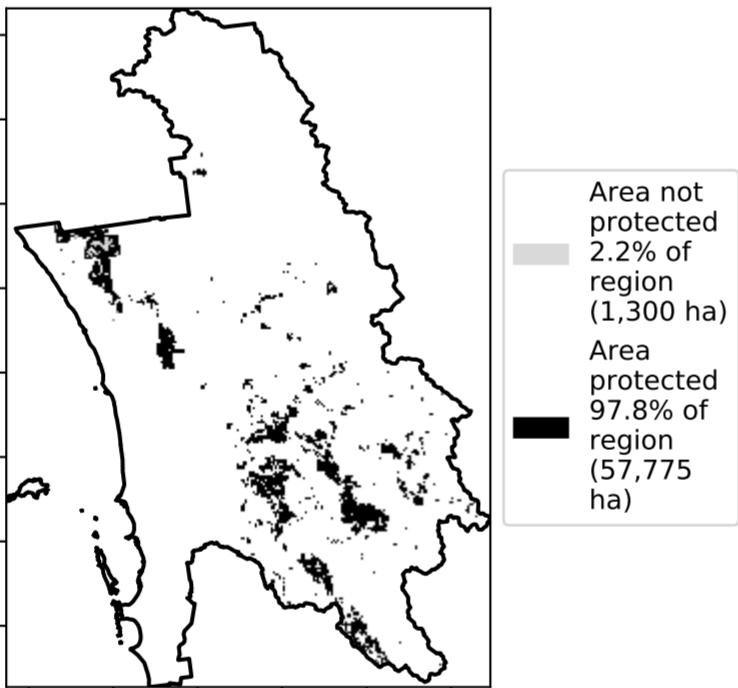 Area not
protected
2.2% of
region
(1,300 ha)
Area
protected
97.8% of
region
(57,775
ha)